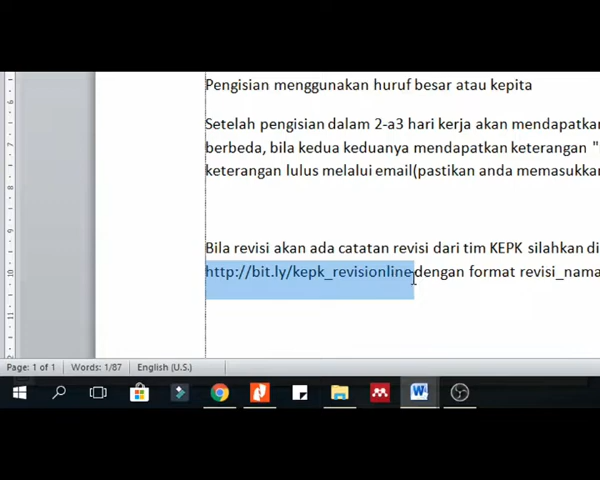 Pengisian menggunakan huruf besar atau kepita
Setelah pengisian dalam 2-a3 hari kerja akan mendapatkan
berbeda, bila kedua keduanya mendapatkan keterangan "
keterangan lulus melalui email(pastikan anda memasukkan
Bila revisi akan ada catatan revisi dari tim KEPK silahkan di
http://bit.ly/kepk_revisionline dengan format revisi_nama
Page: 1 of 1 Words: 1/87 English (U.S.)